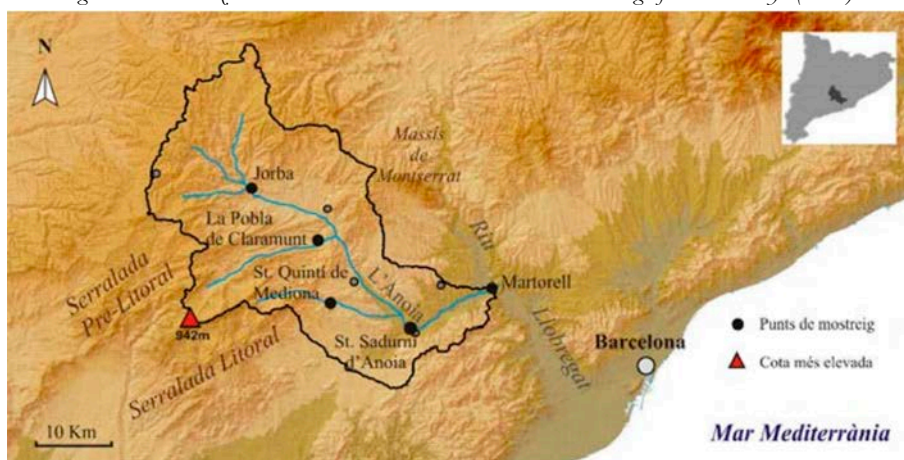 N
Massís
de
Montserrat
Jorba
La Pobla
de Claramunt
Riu
Llobregat
Serralada
Pre-Litoral
St. Quintí de
Mediona
L'Anoia
Martorell
942m
St. Sadurní
d'Anoia
Serralada Litoral
Barcelona
Punts de mostreig
Cota més elevada
10 Km
Mar Mediterrània